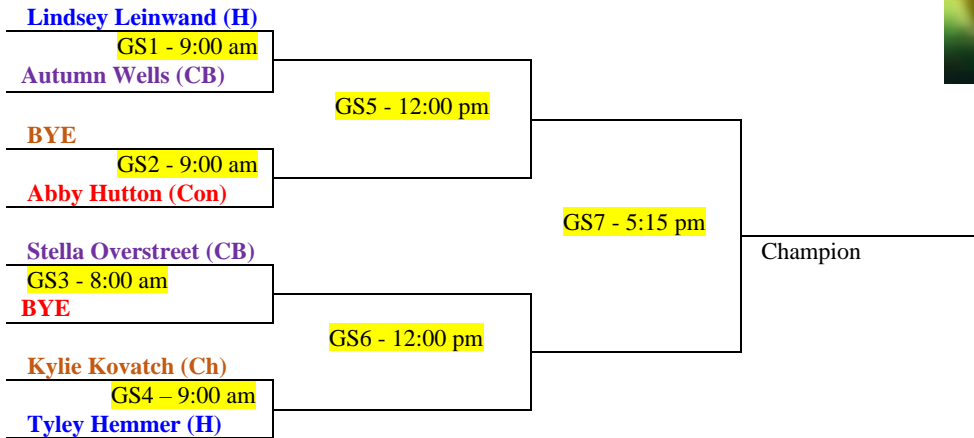 Lindsey Leinwand (H)
GS1 - 9:00 am
Autumn Wells (CB)
GS5 - 12:00 pm
BYE
GS2 - 9:00 am
Abby Hutton (Con)
GS7 - 5:15 pm
Champion
Stella Overstreet (CB)
GS3 - 8:00 am
BYE
GS6 - 12:00 pm
Kylie Kovatch (Ch)
GS4 – 9:00 am
Tyley Hemmer (H)